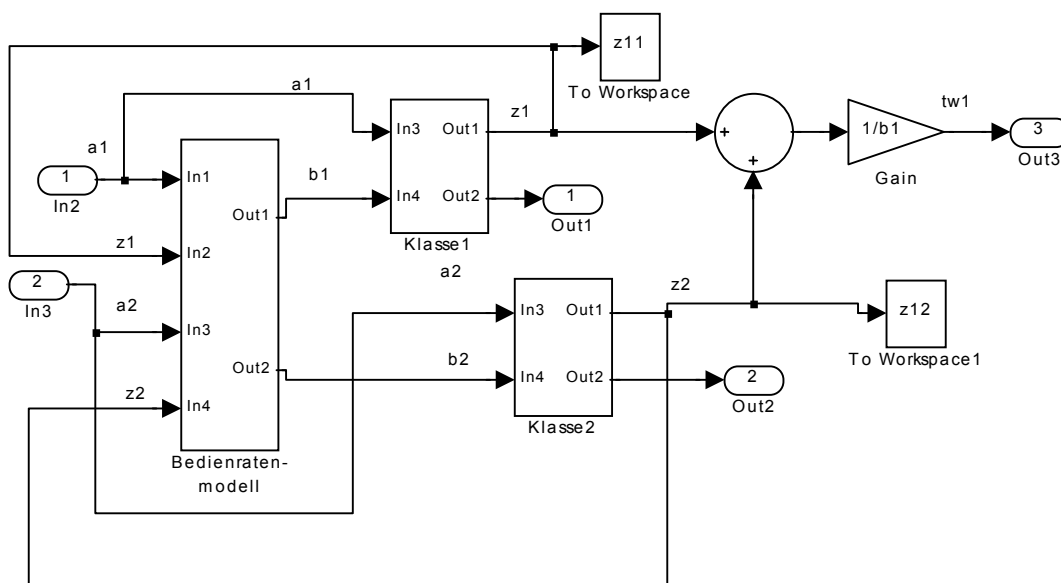 z11
To Workspace
a1
In3
Out1
z1
In4
Out2
Klasse1
+
+
1/b1
Gain
tw1
3
Out3
a1
1
In2
In1
In2
In3
In4
Out1
Out2
b1
z1
a2
z2
b2
Bedienraten-
modell
2
In3
1
Out1
a2
In3
Out1
In4
Out2
Klasse2
z2
z12
To Workspace1
2
Out2